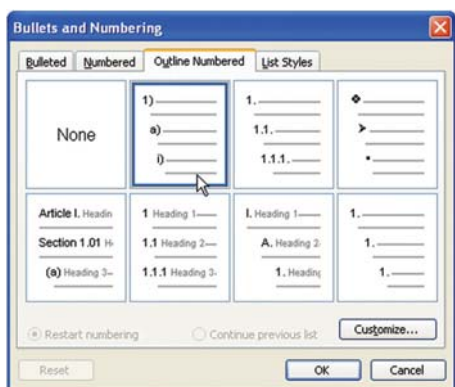 Bullets and Numbering
Bulleted Numbered Outline Numbered List Styles
None
1)
a)
i)
1.
1.1.
1.1.1.
Article I. Headin
Section 1.01 H
(a) Heading 3
1 Heading 1
1.1 Heading 2
1.1.1 Heading 3
I. Heading 1
A. Heading 2
1. Heading
1.
1.
1.
Restart numbering Continue previous list Customize...
Reset OK Cancel